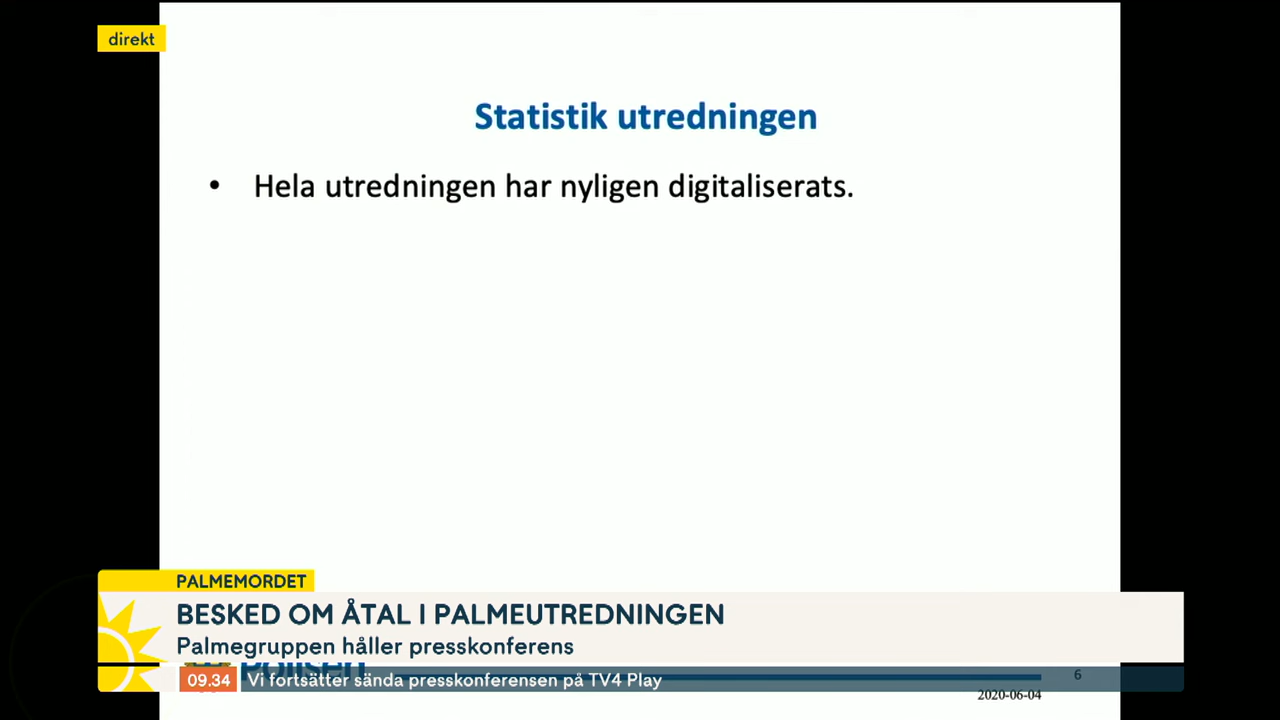 direkt
Statistik utredningen
• Hela utredningen har nyligen digitaliserats.
PALMEMORDET
BESKED OM ÅTAL I PALMEUTREDNINGEN
Palmegruppen håller presskonferens
Polisen
09.34 Vi fortsätter sända presskonferensen på TV4 Play
6
2020-06-04